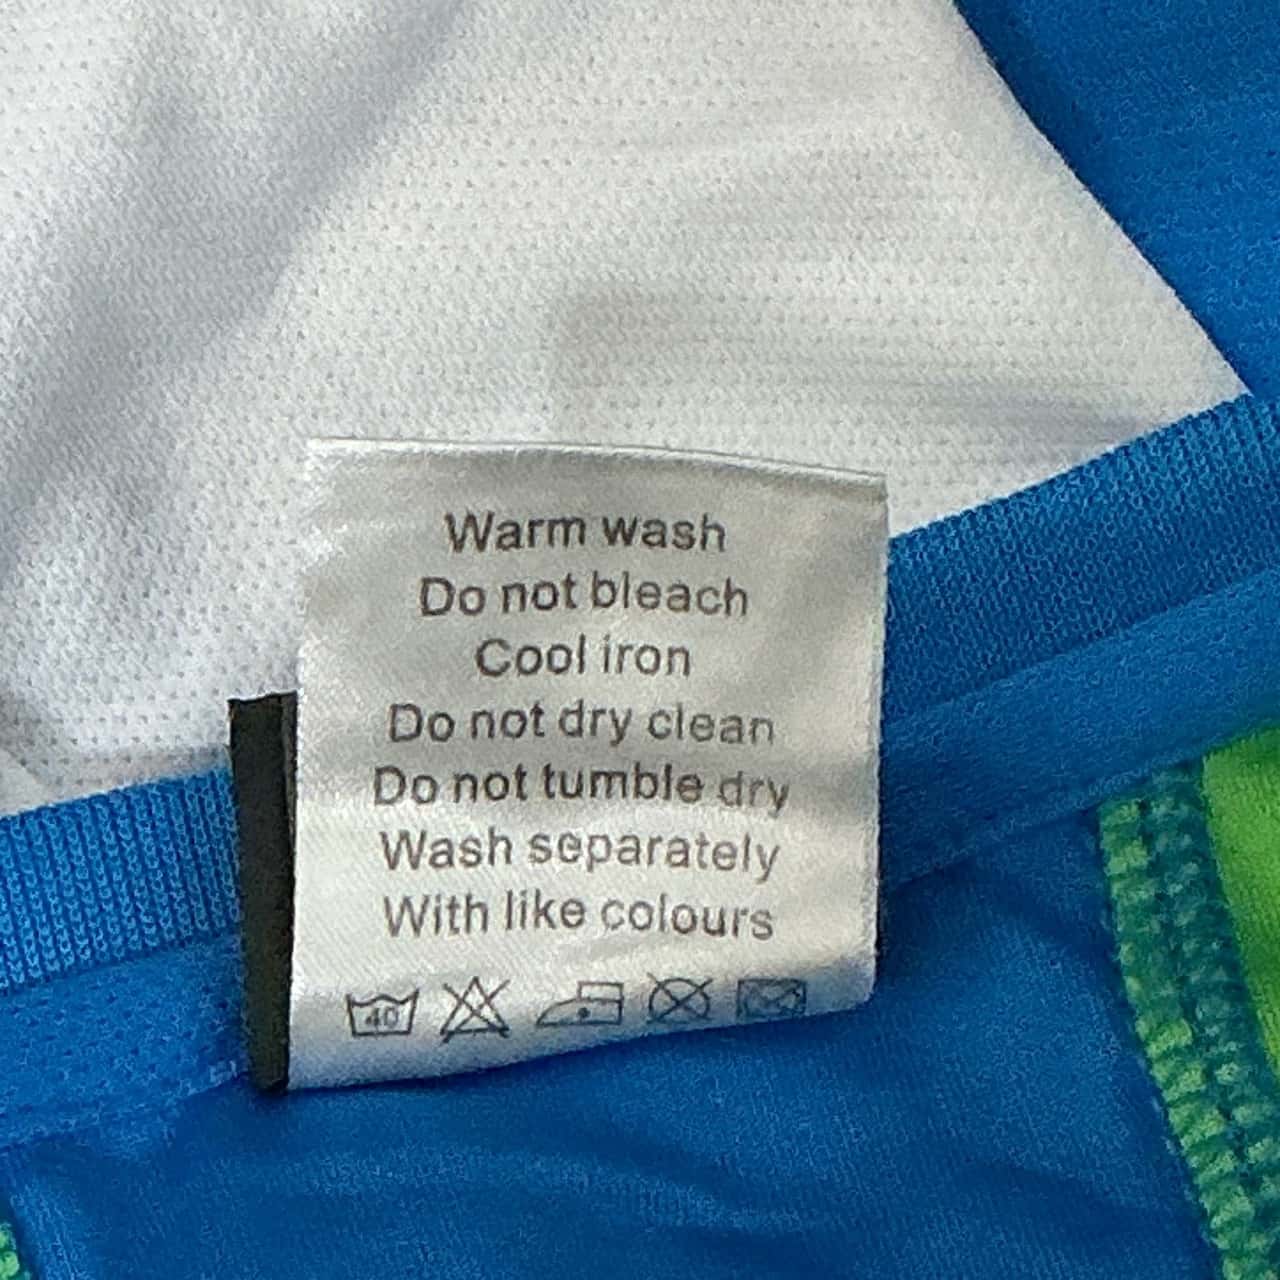 Warm wash
Do not bleach
Cool iron
Do not dry clean
Do not tumble dry
Wash separately
With like colours
40